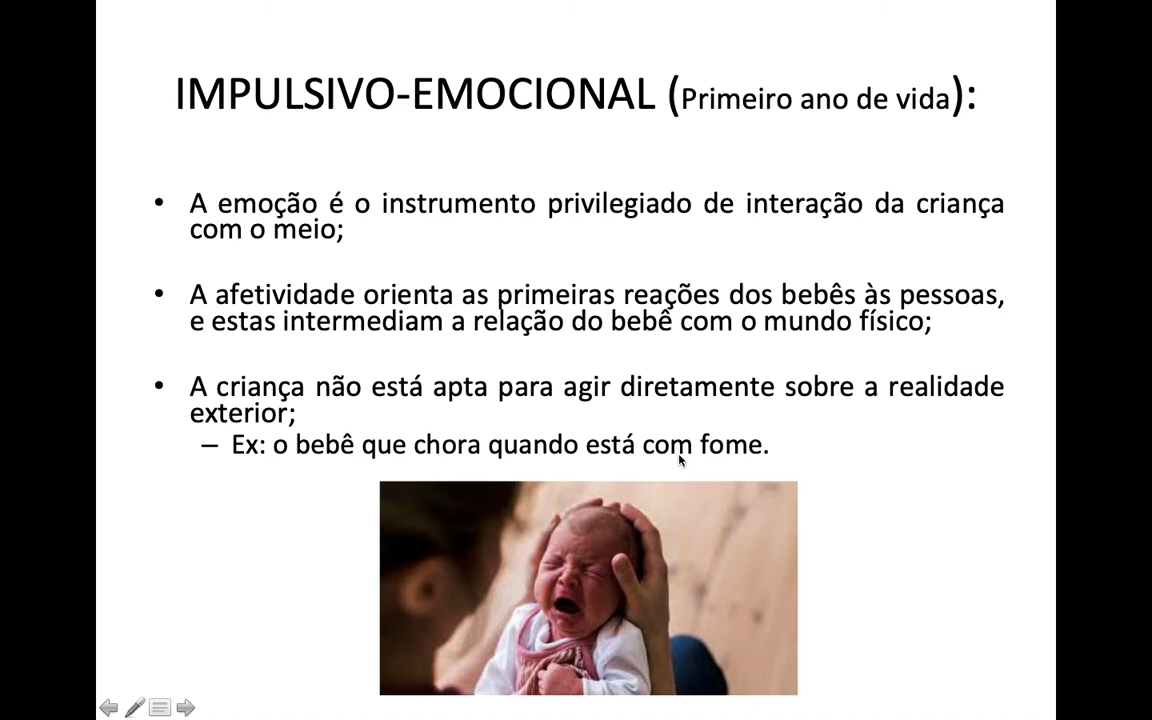 IMPULSIVO-EMOCIONAL (Primeiro ano de vida):
• A emoção é o instrumento privilegiado de interação da criança
com o meio;
• A afetividade orienta as primeiras reações dos bebês às pessoas,
e estas intermediam a relação do bebê com o mundo físico;
• A criança não está apta para agir diretamente sobre a realidade
exterior;
– Ex: o bebê que chora quando está com fome.